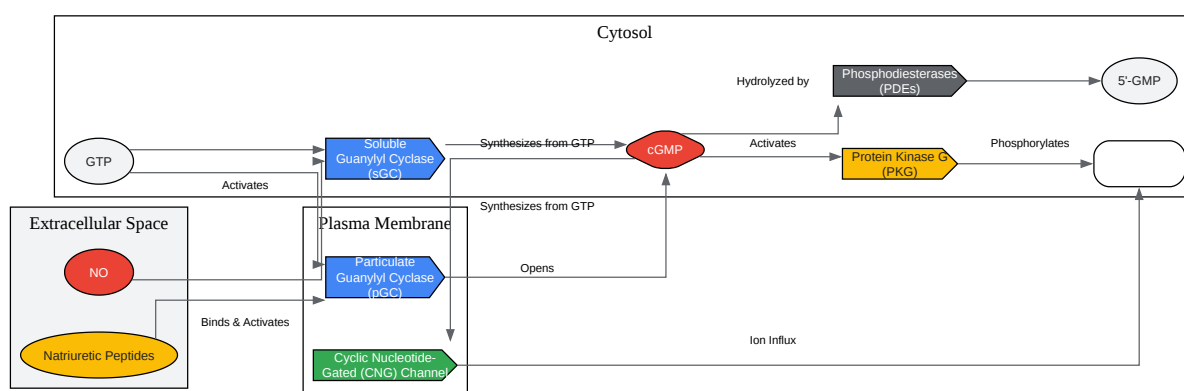 Cytosol
Phosphodiesterases
(PDEs)
Hydrolyzed by
5'-GMP
GTP
Soluble
Guanylyl Cyclase
(sGC)
Synthesizes from GTP
cGMP
Activates
Protein Kinase G
(PKG)
Phosphorylates
Activates
Synthesizes from GTP
Extracellular Space
Plasma Membrane
NO
Particulate
Guanylyl Cyclase
(pGC)
Opens
Binds & Activates
Natriuretic Peptides
Cyclic Nucleotide-
Gated (CNG) Channel
Ion Influx